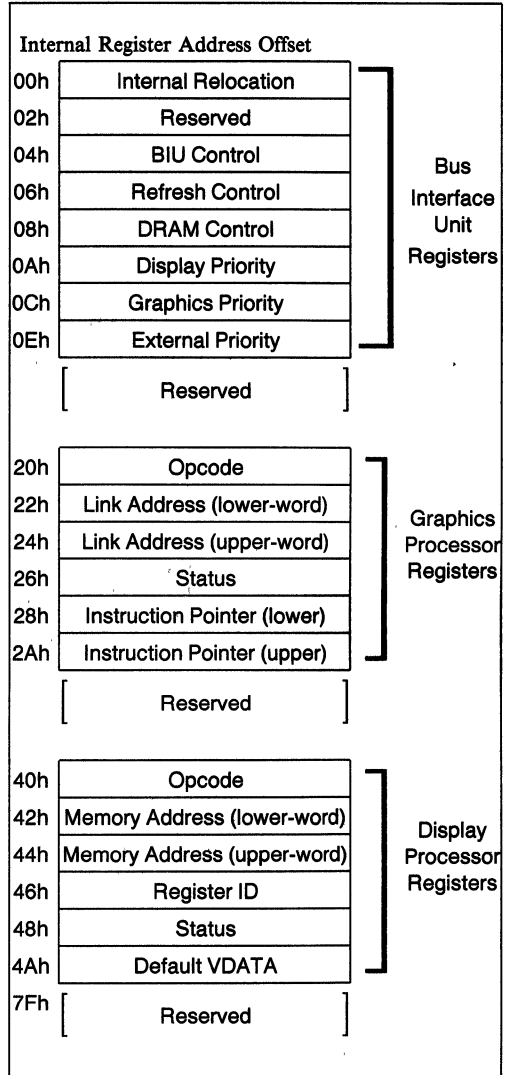 Internal Register Address Offset
00h Internal Relocation
02h Reserved
04h BIU Control
06h Refresh Control
08h DRAM Control
0Ah Display Priority
0Ch Graphics Priority
0Eh External Priority
Bus
Interface
Unit
Registers
[ Reserved ]
20h Opcode
22h Link Address (lower-word)
24h Link Address (upper-word)
26h Status
28h Instruction Pointer (lower)
2Ah Instruction Pointer (upper)
Graphics
Processor
Registers
[ Reserved ]
40h Opcode
42h Memory Address (lower-word)
44h Memory Address (upper-word)
46h Register ID
48h Status
4Ah Default VDATA
Display
Processor
Registers
7Fh [ Reserved ]